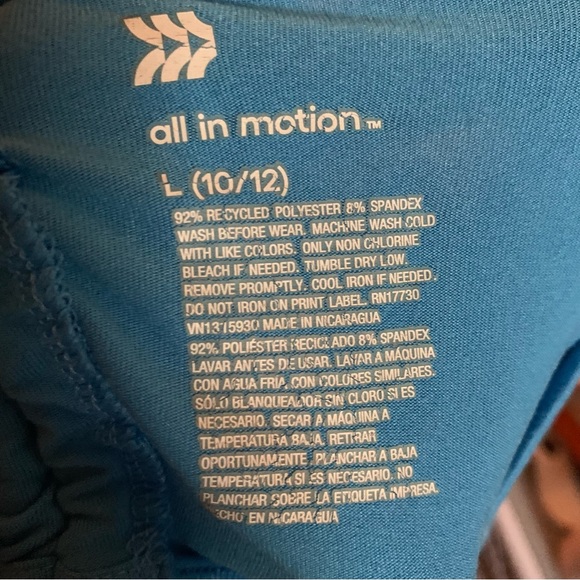 all in motion™
L (10/12)
92% RECYCLED POLYESTER 8% SPANDEX
WASH BEFORE WEAR. MACHINE WASH COLD
WITH LIKE COLORS. ONLY NON CHLORINE
BLEACH IF NEEDED. TUMBLE DRY LOW.
REMOVE PROMPTLY. COOL IRON IF NEEDED.
DO NOT IRON ON PRINT LABEL. RN17730
VN1315930 MADE IN NICARAGUA
92% POLIÉSTER RECICLADO 8% SPANDEX
LAVAR ANTES DE USAR. LAVAR A MÁQUINA
CON AGUA FRIA, CON COLORES SIMILARES.
SÓLO BLANQUEADOR SIN CLORO SI ES
NECESARIO. SECAR A MÁQUINA A
TEMPERATURA BAJA, RETIRAR
OPORTUNAMENTE, PLANCHAR A BAJA
TEMPERATURA SI ES NECESARIO. NO
PLANCHAR SOBRE LA ETIQUETA IMPRESA.
HECHO EN NICARAGUA